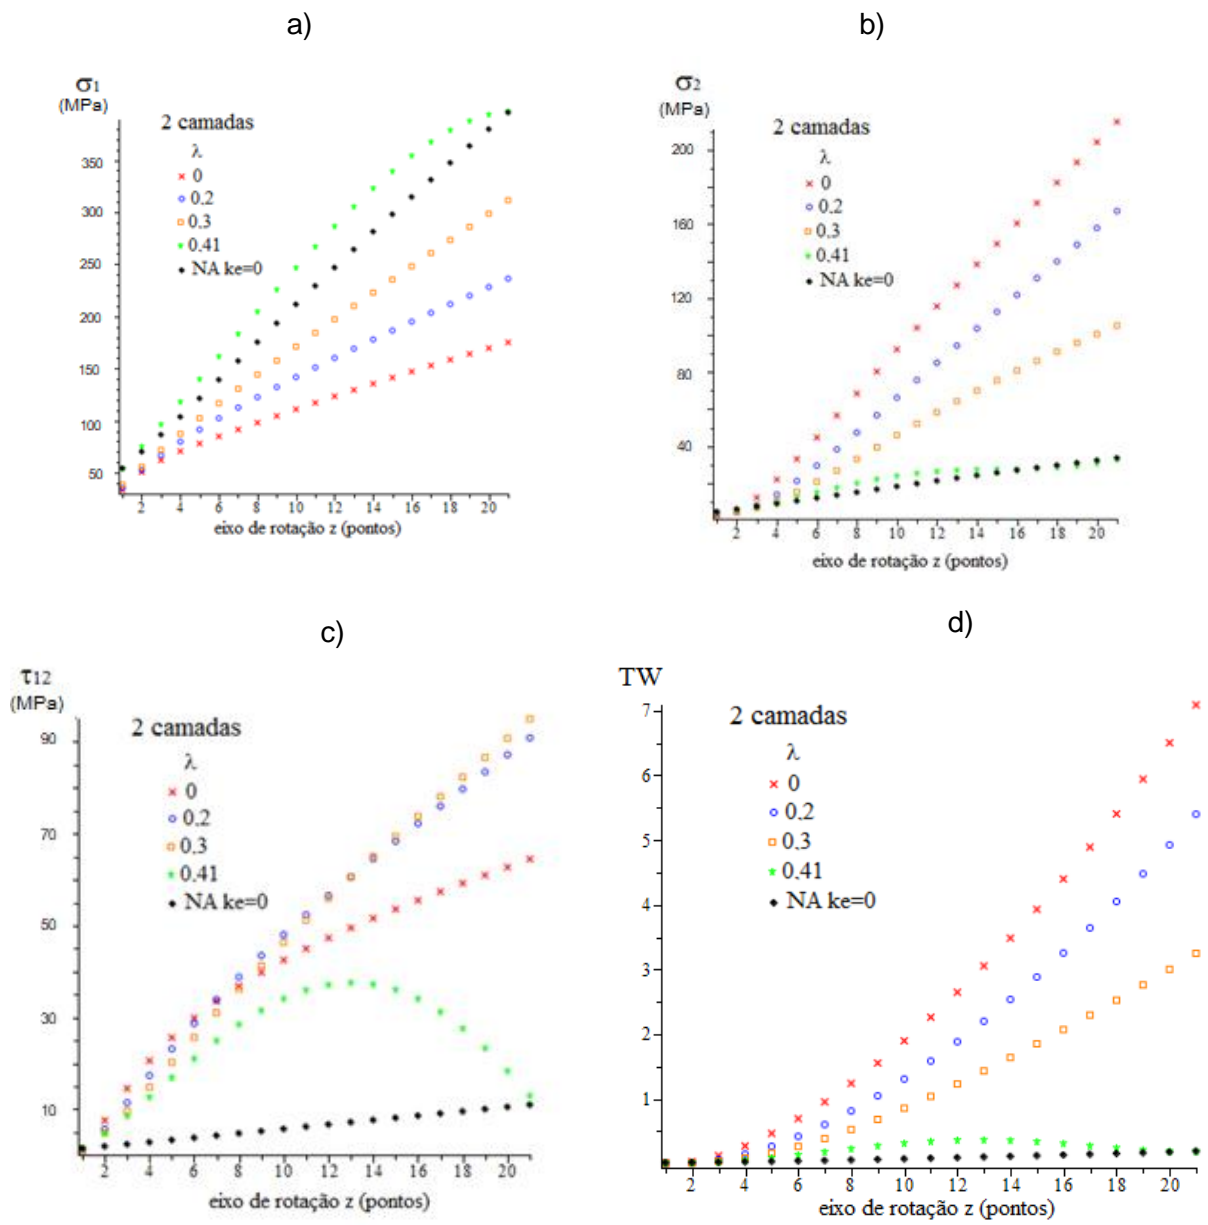 a)
σ1
(MPa)
2 camadas
λ
0
0.2
0.3
0.41
NA ke=0
350
300
250
200
150
100
50
2 4 6 8 10 12 14 16 18 20
eixo de rotação z (pontos)
b)
σ2
(MPa)
2 camadas
λ
0
0.2
0.3
0.41
NA ke=0
200
160
120
80
40
2 4 6 8 10 12 14 16 18 20
eixo de rotação z (pontos)
c)
τ12
(MPa)
2 camadas
λ
0
0.2
0.3
0.41
NA ke=0
90
70
50
30
10
2 4 6 8 10 12 14 16 18 20
eixo de rotação z (pontos)
d)
TW
2 camadas
λ
0
0.2
0.3
0.41
NA ke=0
7
6
5
4
3
2
1
2 4 6 8 10 12 14 16 18 20
eixo de rotação z (pontos)